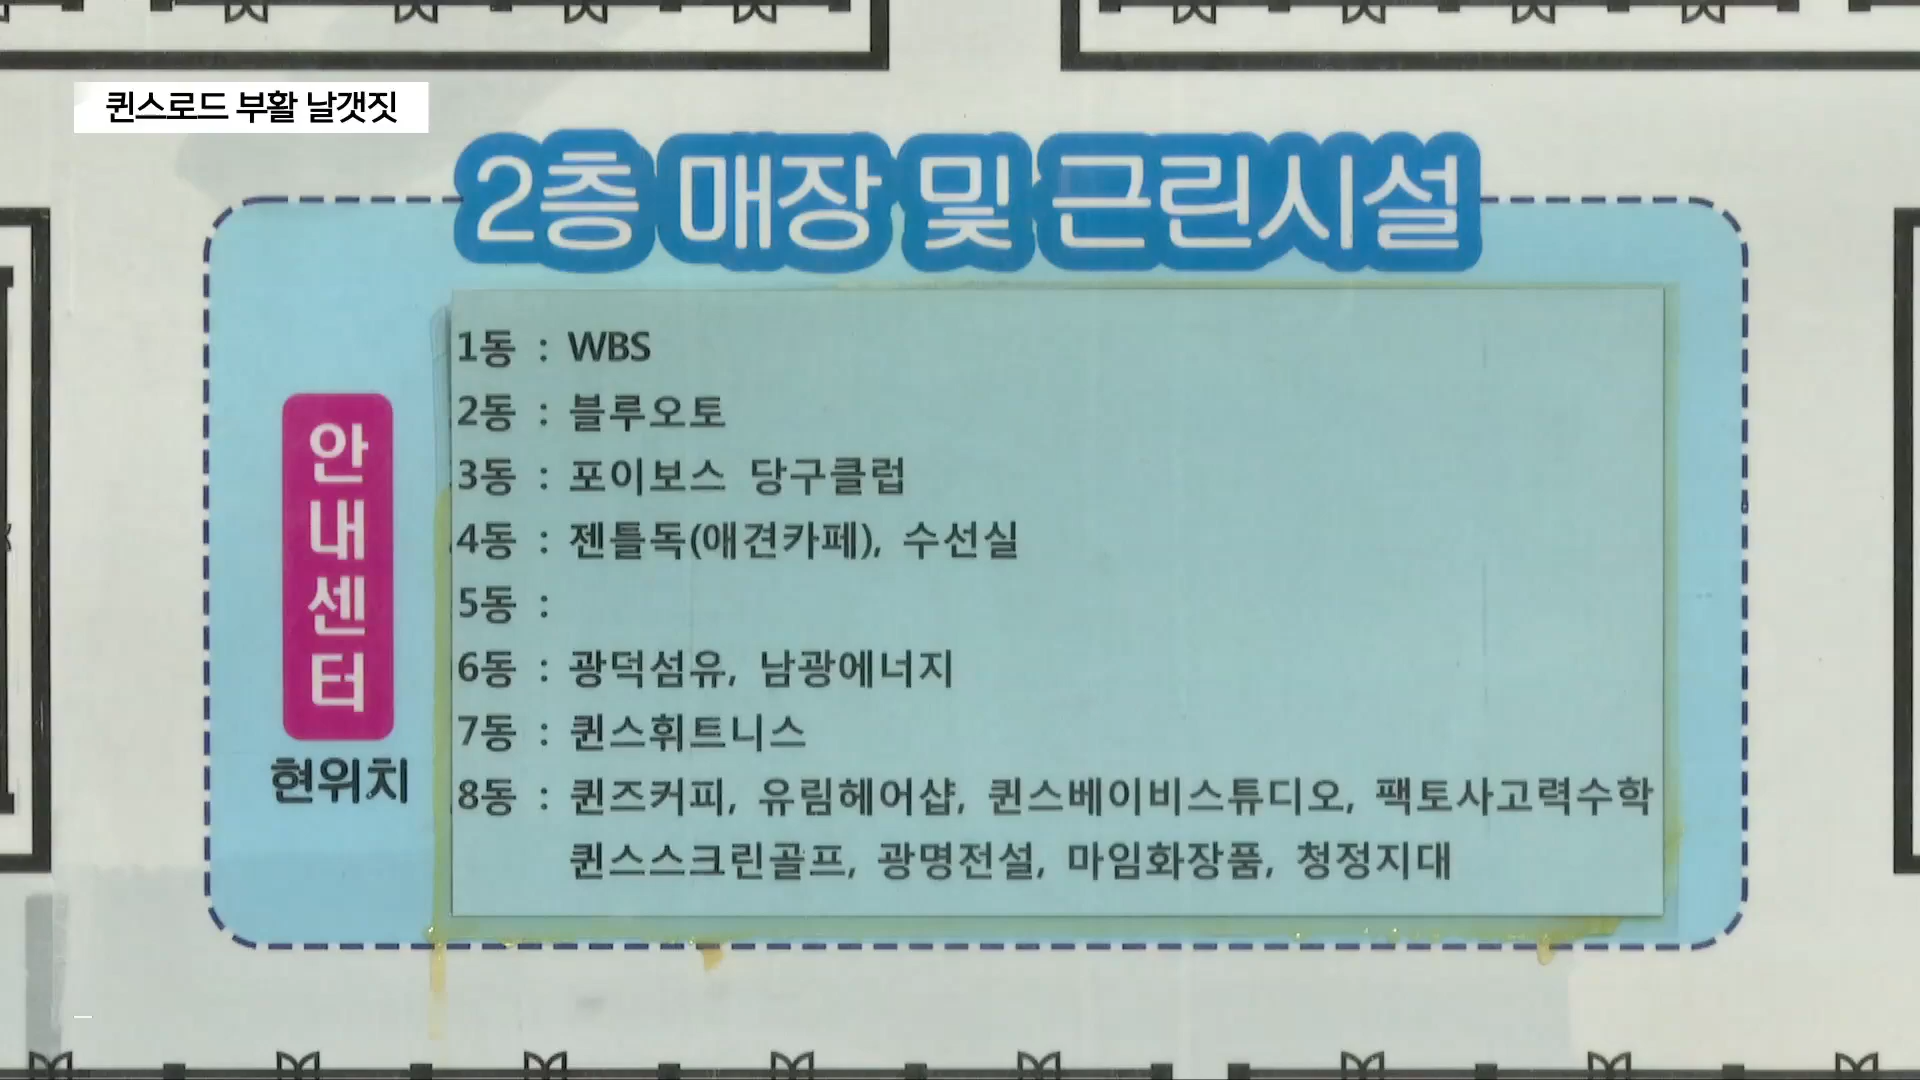 퀸스로드 부활 날갯짓
2층 매장 및 근린시설
안내센터
현위치
1동 : WBS
2동 : 블루오토
3동 : 포이보스 당구클럽
4동 : 젠틀독(애견카페), 수선실
5동 :
6동 : 광덕섬유, 남광에너지
7동 : 퀸스휘트니스
8동 : 퀸즈커피, 유림헤어샵, 퀸스베이비스튜디오, 팩토사고력수학
퀸스스크린골프, 광명전설, 마임화장품, 청정지대